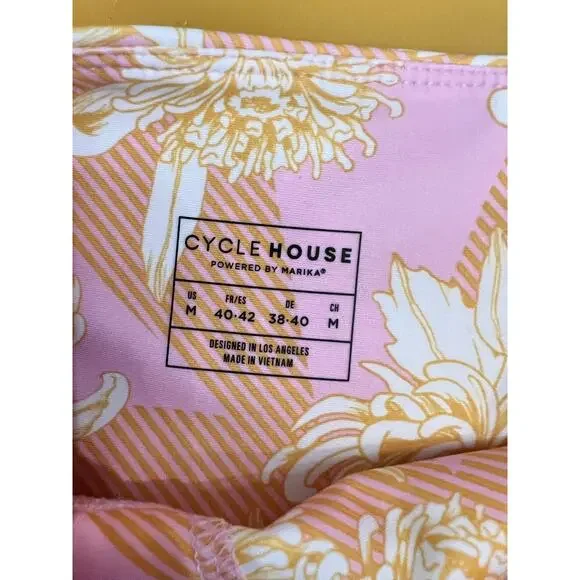 CYCLE HOUSE
POWERED BY MARIKA®
US FR/ES DE CH
M 40·42 38·40 M
DESIGNED IN LOS ANGELES
MADE IN VIETNAM